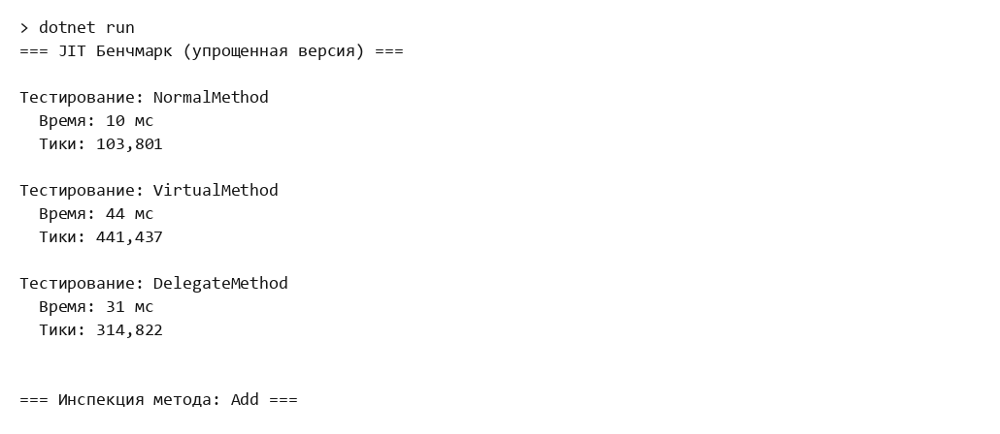 > dotnet run
=== JIT Бенчмарк (упрощенная версия) ===
Тестирование: NormalMethod
Время: 10 мс
Тики: 103,801
Тестирование: VirtualMethod
Время: 44 мс
Тики: 441,437
Тестирование: DelegateMethod
Время: 31 мс
Тики: 314,822
=== Инспекция метода: Add ===